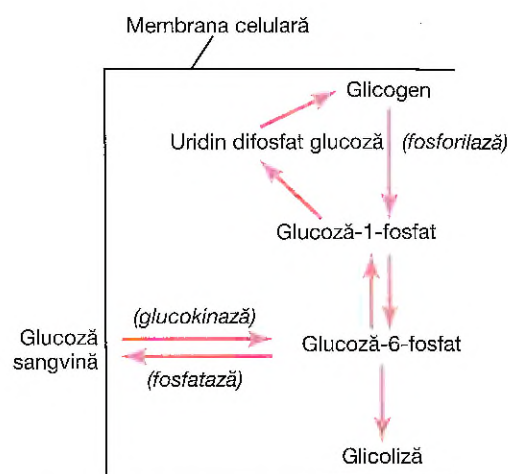 Membrana celulară
Glicogen
Uridin difosfat glucoză (fosforilază)
Glucoză-1-fosfat
(glucokinază)
Glucoză
sangvină
Glucoză-6-fosfat
(fosfatază)
Glicoliză